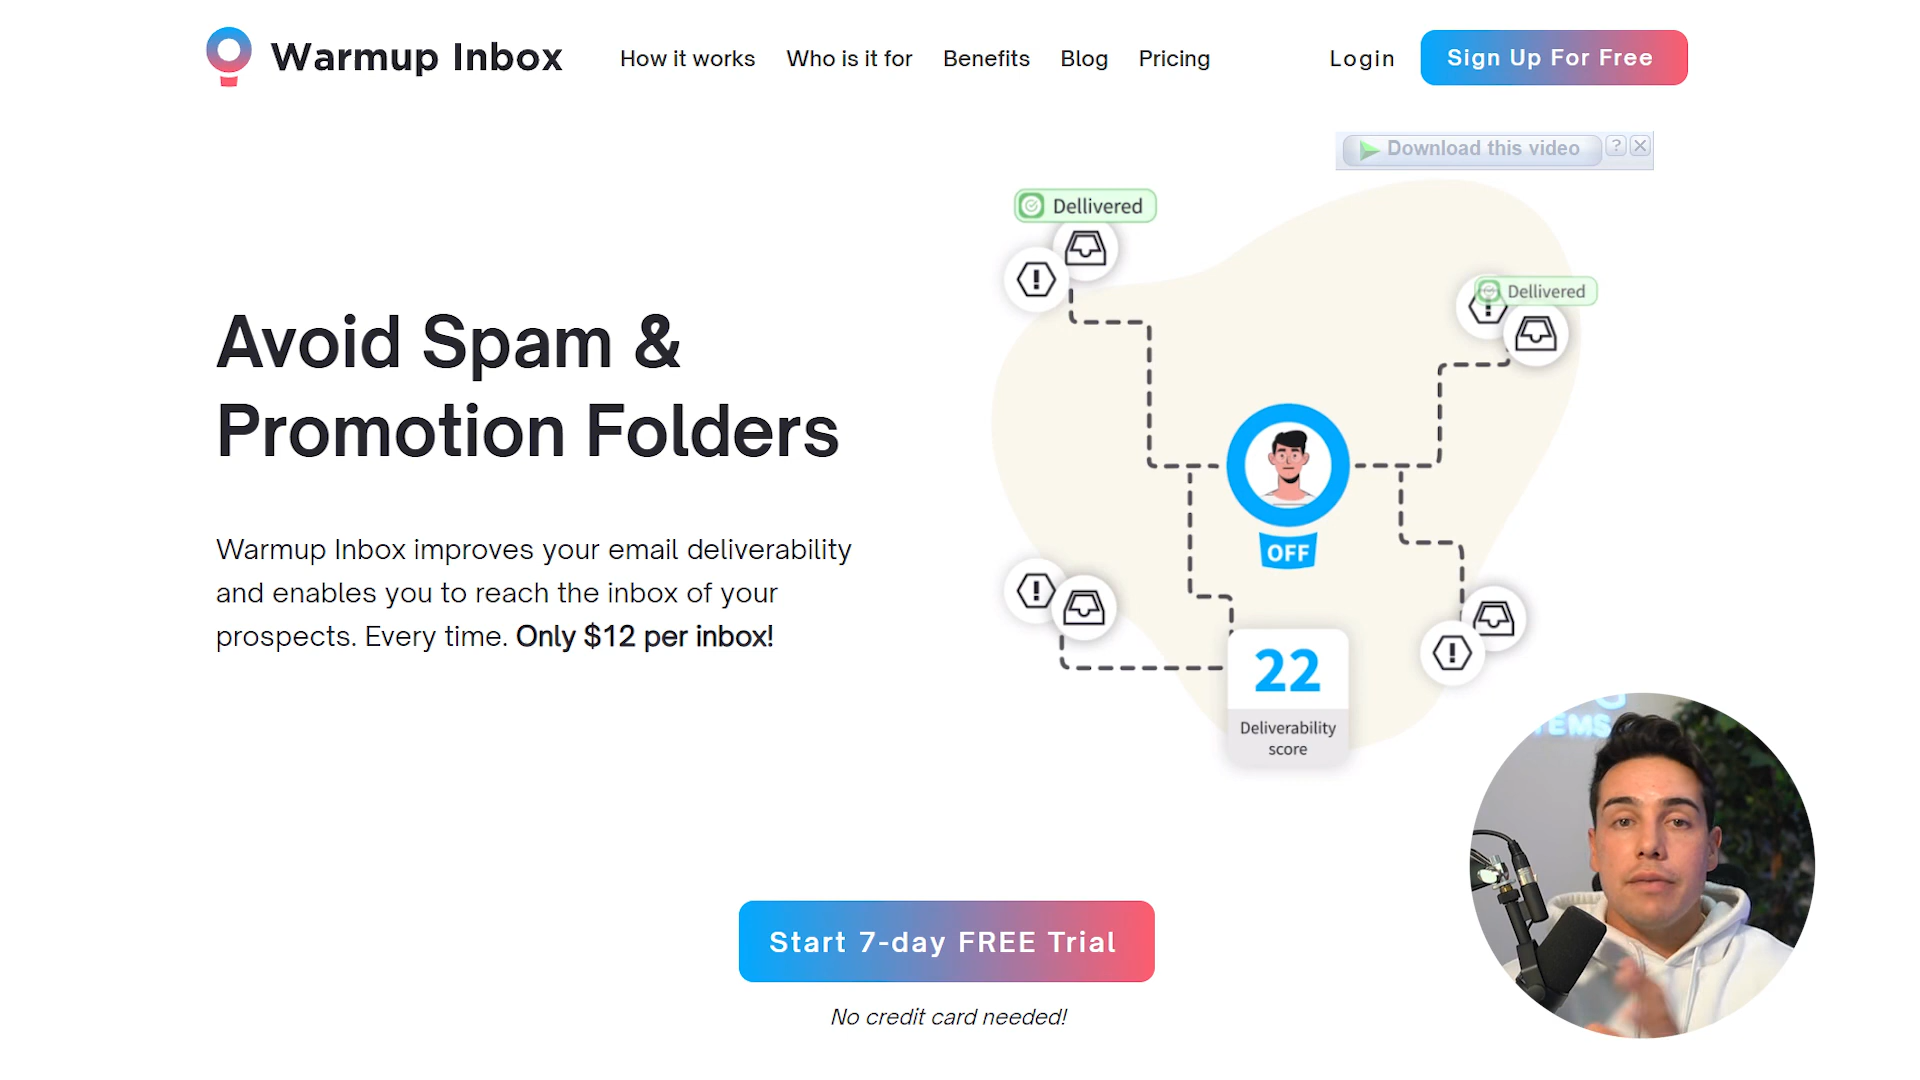 Warmup Inbox
How it works
Who is it for
Benefits
Blog
Pricing
Login
Sign Up For Free
Download this video
?
Dellivered
Dellivered
Avoid Spam &
Promotion Folders
Warmup Inbox improves your email deliverability
and enables you to reach the inbox of your
prospects. Every time. Only $12 per inbox!
OFF
22
Deliverability
score
Start 7-day FREE Trial
No credit card needed!